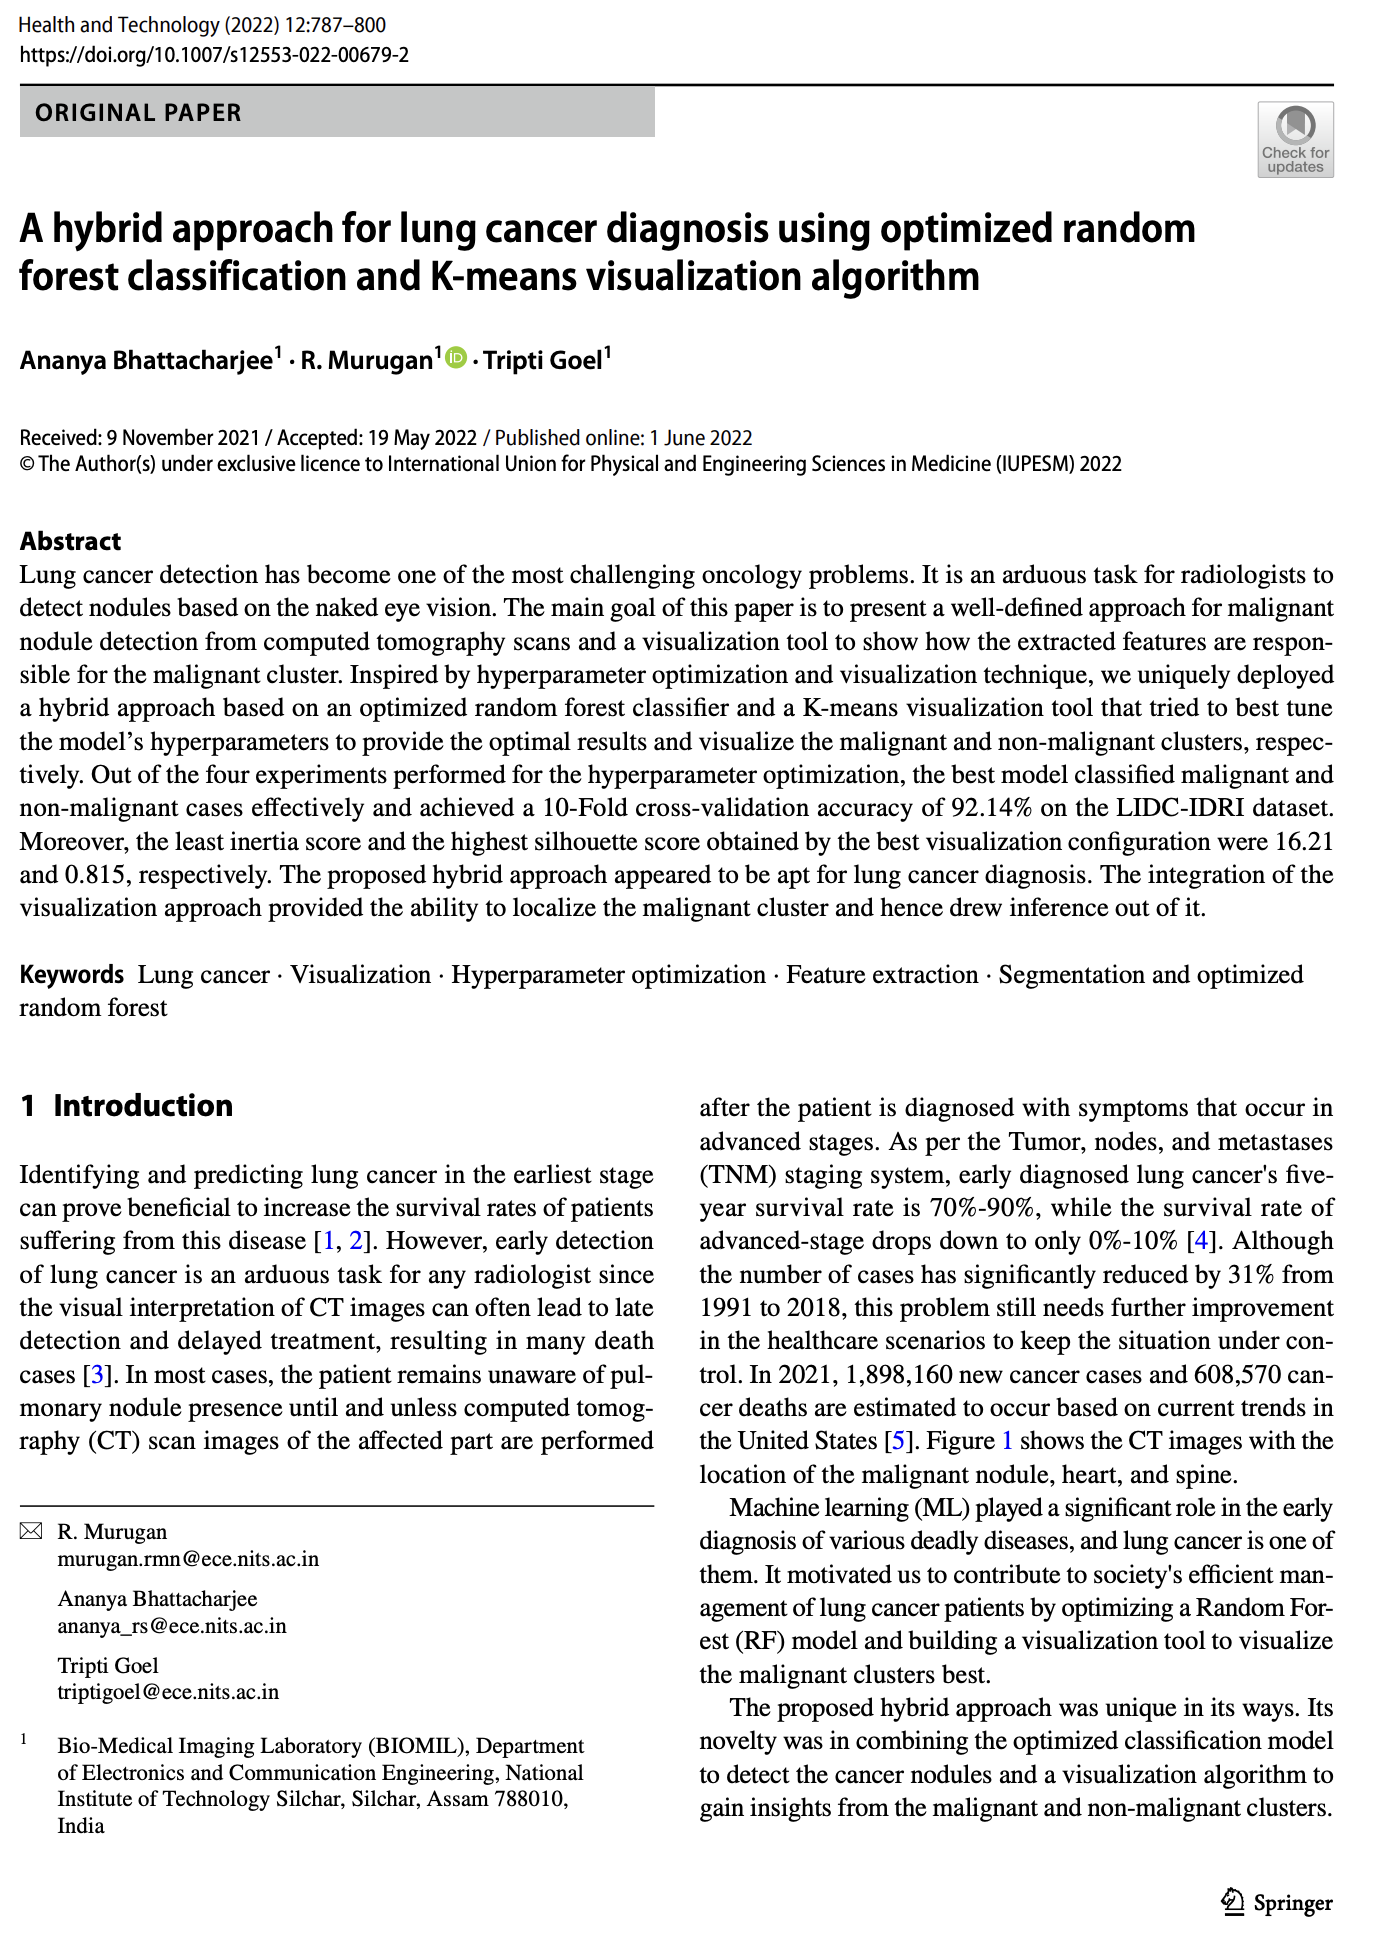 Health and Technology (2022) 12:787–800
https://doi.org/10.1007/s12553-022-00679-2
ORIGINAL PAPER
Check for
updates
A hybrid approach for lung cancer diagnosis using optimized random
forest classification and K-means visualization algorithm
Ananya Bhattacharjee¹ · R. Murugan¹ iD · Tripti Goel¹
Received: 9 November 2021 / Accepted: 19 May 2022 / Published online: 1 June 2022
© The Author(s) under exclusive licence to International Union for Physical and Engineering Sciences in Medicine (IUPESM) 2022
Abstract
Lung cancer detection has become one of the most challenging oncology problems. It is an arduous task for radiologists to
detect nodules based on the naked eye vision. The main goal of this paper is to present a well-defined approach for malignant
nodule detection from computed tomography scans and a visualization tool to show how the extracted features are respon-
sible for the malignant cluster. Inspired by hyperparameter optimization and visualization technique, we uniquely deployed
a hybrid approach based on an optimized random forest classifier and a K-means visualization tool that tried to best tune
the model's hyperparameters to provide the optimal results and visualize the malignant and non-malignant clusters, respec-
tively. Out of the four experiments performed for the hyperparameter optimization, the best model classified malignant and
non-malignant cases effectively and achieved a 10-Fold cross-validation accuracy of 92.14% on the LIDC-IDRI dataset.
Moreover, the least inertia score and the highest silhouette score obtained by the best visualization configuration were 16.21
and 0.815, respectively. The proposed hybrid approach appeared to be apt for lung cancer diagnosis. The integration of the
visualization approach provided the ability to localize the malignant cluster and hence drew inference out of it.
Keywords Lung cancer · Visualization · Hyperparameter optimization · Feature extraction · Segmentation and optimized
random forest
1 Introduction
Identifying and predicting lung cancer in the earliest stage
can prove beneficial to increase the survival rates of patients
suffering from this disease [1, 2]. However, early detection
of lung cancer is an arduous task for any radiologist since
the visual interpretation of CT images can often lead to late
detection and delayed treatment, resulting in many death
cases [3]. In most cases, the patient remains unaware of pul-
monary nodule presence until and unless computed tomog-
raphy (CT) scan images of the affected part are performed
R. Murugan
murugan.rmn@ece.nits.ac.in
Ananya Bhattacharjee
ananya_rs@ece.nits.ac.in
Tripti Goel
triptigoel@ece.nits.ac.in
1 Bio-Medical Imaging Laboratory (BIOMIL), Department
of Electronics and Communication Engineering, National
Institute of Technology Silchar, Silchar, Assam 788010,
India
after the patient is diagnosed with symptoms that occur in
advanced stages. As per the Tumor, nodes, and metastases
(TNM) staging system, early diagnosed lung cancer's five-
year survival rate is 70%-90%, while the survival rate of
advanced-stage drops down to only 0%-10% [4]. Although
the number of cases has significantly reduced by 31% from
1991 to 2018, this problem still needs further improvement
in the healthcare scenarios to keep the situation under con-
trol. In 2021, 1,898,160 new cancer cases and 608,570 can-
cer deaths are estimated to occur based on current trends in
the United States [5]. Figure 1 shows the CT images with the
location of the malignant nodule, heart, and spine.
Machine learning (ML) played a significant role in the early
diagnosis of various deadly diseases, and lung cancer is one of
them. It motivated us to contribute to society's efficient man-
agement of lung cancer patients by optimizing a Random For-
est (RF) model and building a visualization tool to visualize
the malignant clusters best.
The proposed hybrid approach was unique in its ways. Its
novelty was in combining the optimized classification model
to detect the cancer nodules and a visualization algorithm to
gain insights from the malignant and non-malignant clusters.
Springer